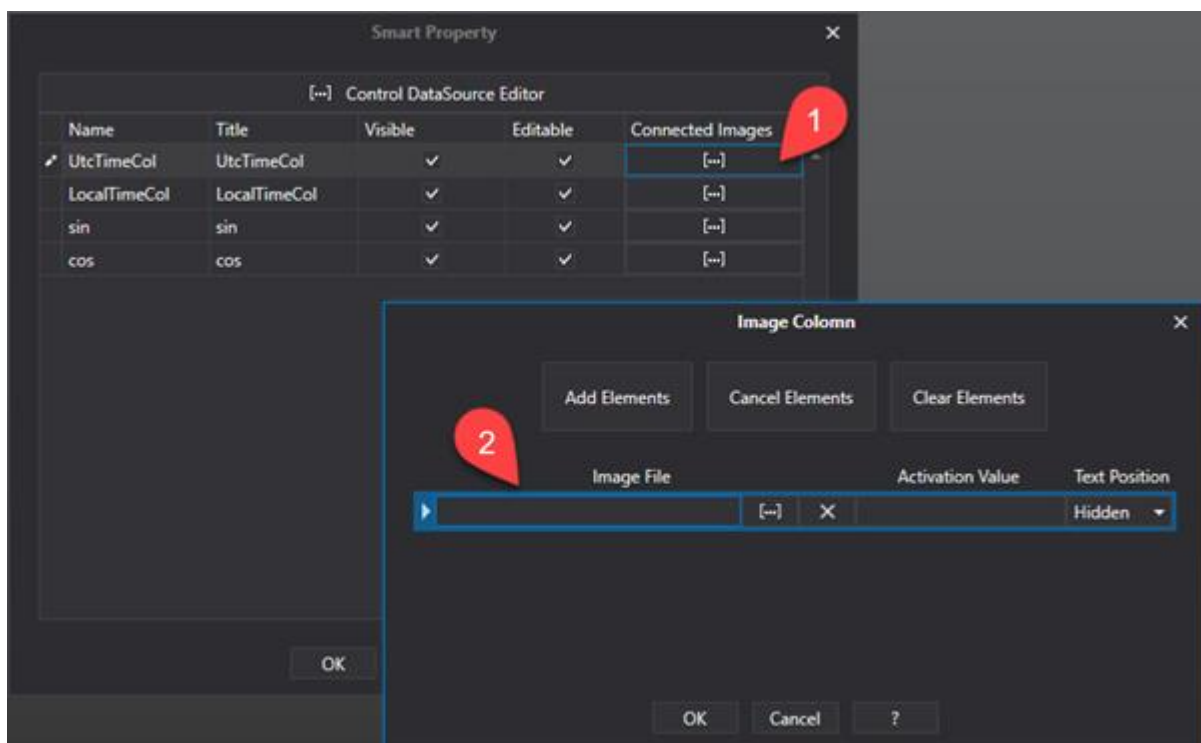 Smart Property
[...] Control DataSource Editor
Name Title Visible Editable Connected Images
1
UtcTimeCol UtcTimeCol [...]
LocalTimeCol LocalTimeCol [...]
sin sin [...]
cos cos [...]
Image Colomn
Add Elements Cancel Elements Clear Elements
2
Image File Activation Value Text Position
[...] Hidden
OK
OK Cancel ?